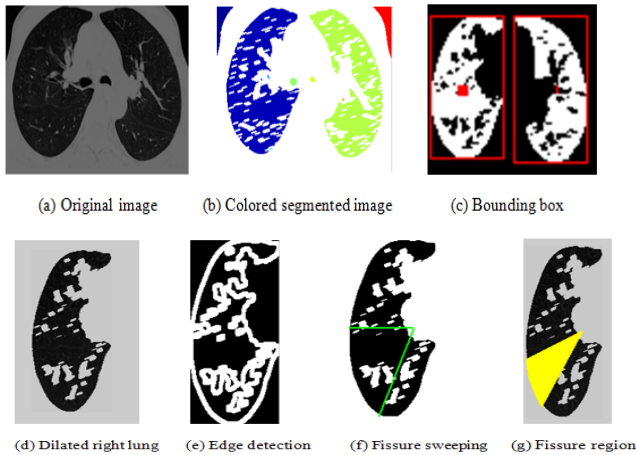 (a) Original image
(b) Colored segmented image
(c) Bounding box
(d) Dilated right lung
(e) Edge detection
(f) Fissure sweeping
(g) Fissure region